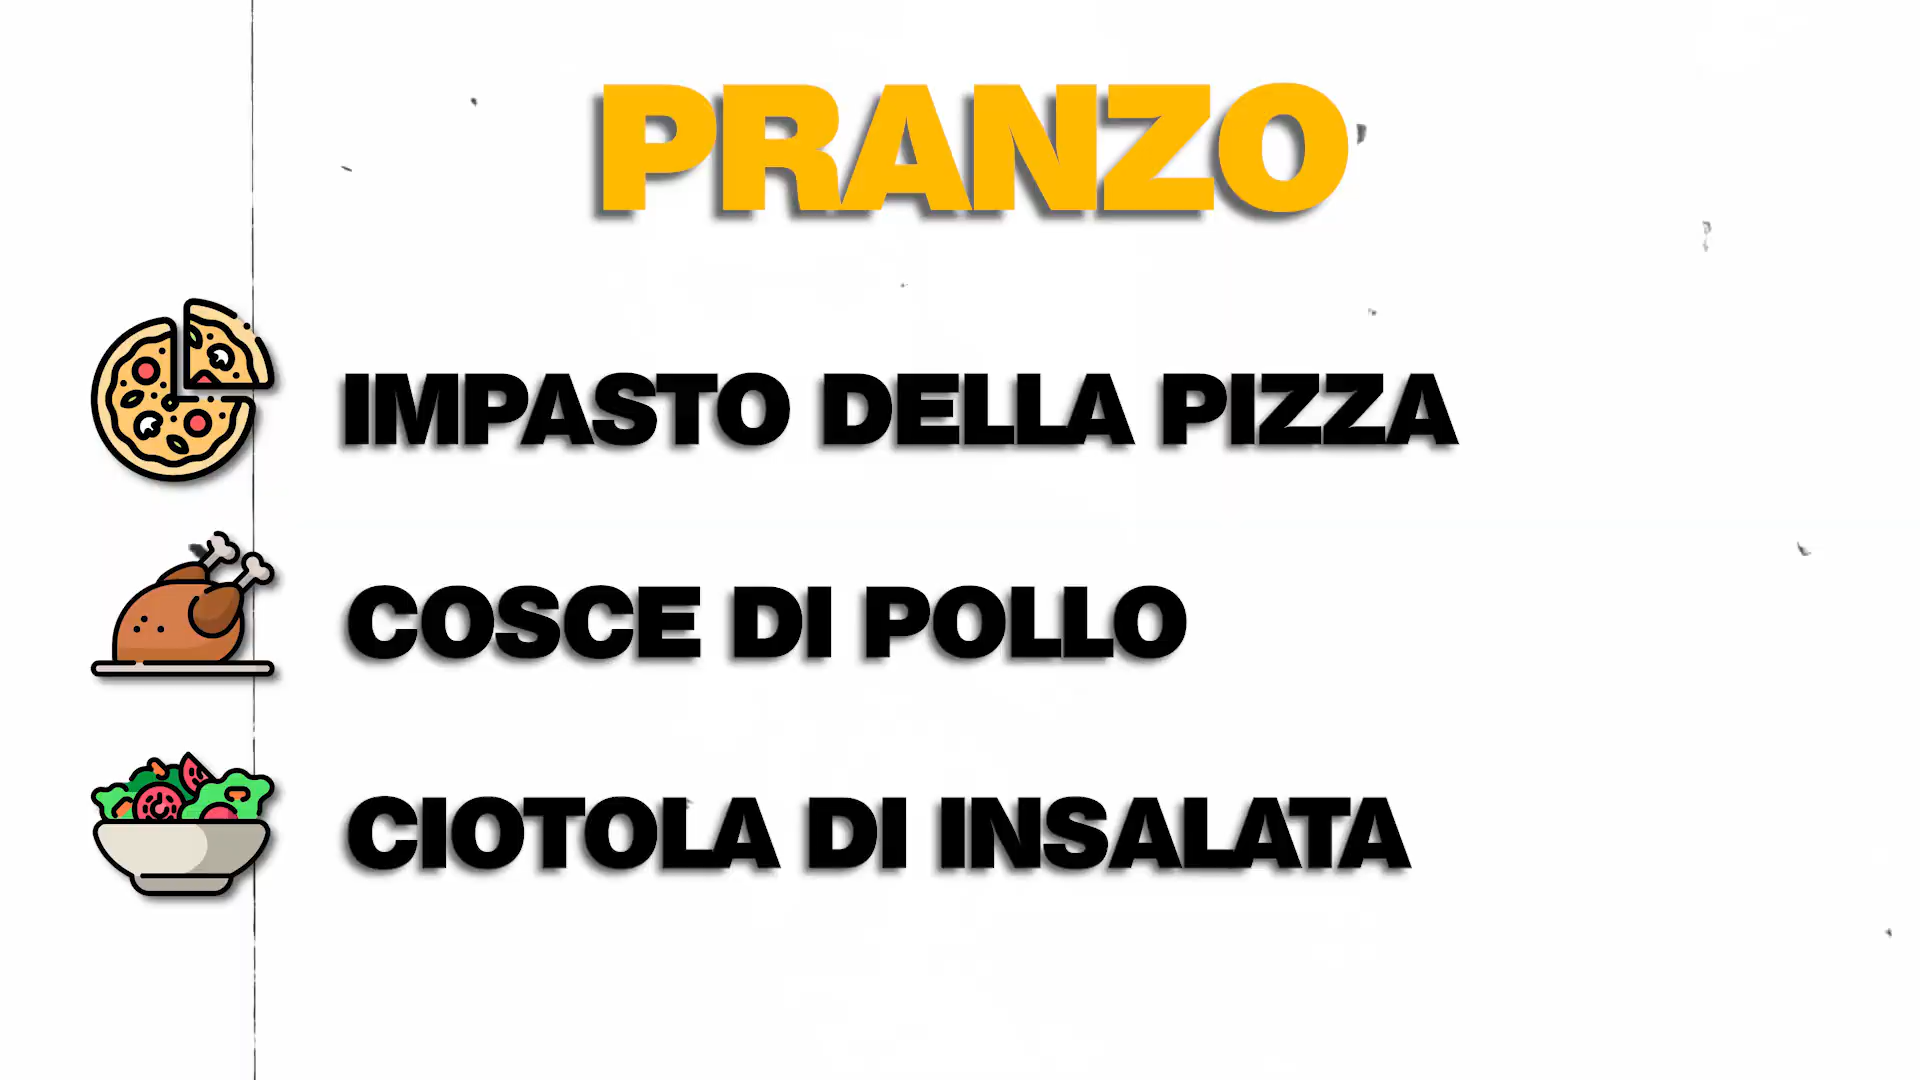 PRANZO
IMPASTO DELLA PIZZA
COSCE DI POLLO
CIOTOLA DI INSALATA